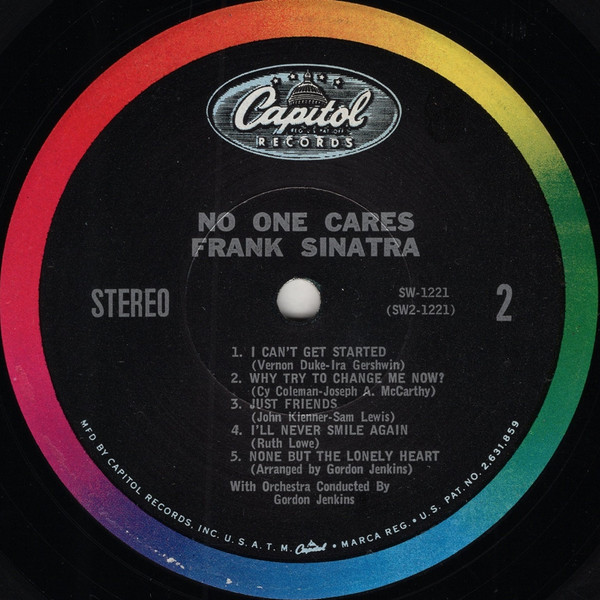 Capitol
REG. U.S. PAT. OFF.
RECORDS
NO ONE CARES
FRANK SINATRA
STEREO
SW-1221
(SW2-1221)
2
1. I CAN'T GET STARTED
(Vernon Duke-Ira Gershwin)
2. WHY TRY TO CHANGE ME NOW?
(Cy Coleman-Joseph A. McCarthy)
3. JUST FRIENDS
(John Klenner-Sam Lewis)
4. I'LL NEVER SMILE AGAIN
(Ruth Lowe)
5. NONE BUT THE LONELY HEART
(Arranged by Gordon Jenkins)
With Orchestra Conducted By
Gordon Jenkins
MFD BY CAPITOL RECORDS, INC. U.S.A. T.M. Capitol • MARCA REG. • U.S. PAT. NO. 2,631,859